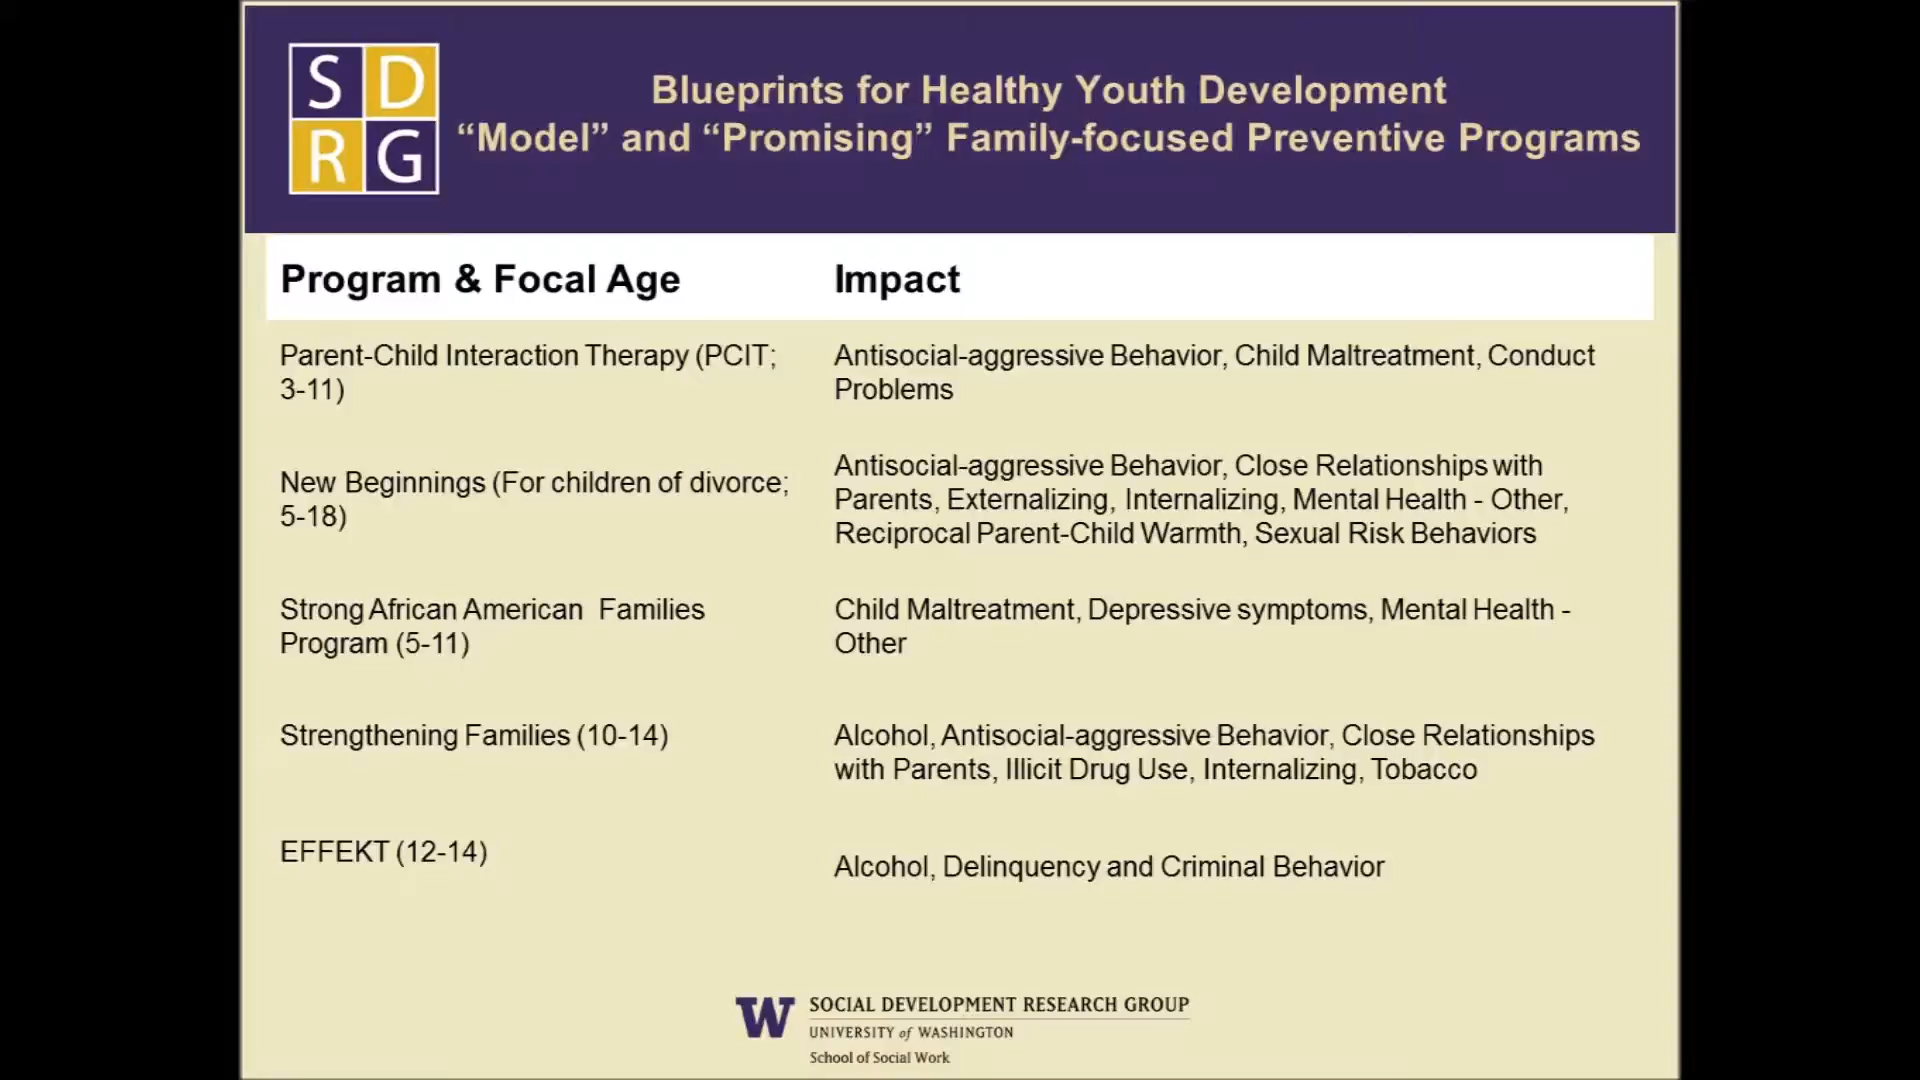 S D
R G
Blueprints for Healthy Youth Development
“Model” and “Promising” Family-focused Preventive Programs
Program & Focal Age
Impact
Parent-Child Interaction Therapy (PCIT;
3-11)
Antisocial-aggressive Behavior, Child Maltreatment, Conduct
Problems
New Beginnings (For children of divorce;
5-18)
Antisocial-aggressive Behavior, Close Relationships with
Parents, Externalizing, Internalizing, Mental Health - Other,
Reciprocal Parent-Child Warmth, Sexual Risk Behaviors
Strong African American Families
Program (5-11)
Child Maltreatment, Depressive symptoms, Mental Health -
Other
Strengthening Families (10-14)
Alcohol, Antisocial-aggressive Behavior, Close Relationships
with Parents, Illicit Drug Use, Internalizing, Tobacco
EFFEKT (12-14)
Alcohol, Delinquency and Criminal Behavior
W
SOCIAL DEVELOPMENT RESEARCH GROUP
UNIVERSITY of WASHINGTON
School of Social Work